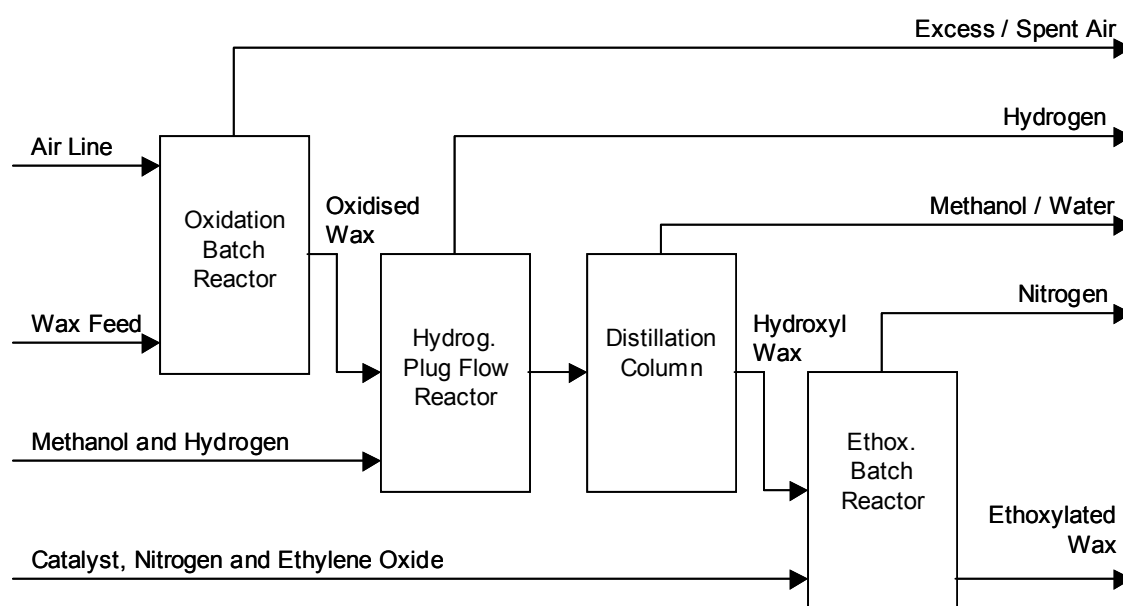 Excess / Spent Air
Hydrogen
Air Line
Oxidation
Batch
Reactor
Oxidised
Wax
Methanol / Water
Wax Feed
Nitrogen
Hydrog.
Plug Flow
Reactor
Distillation
Column
Hydroxyl
Wax
Methanol and Hydrogen
Ethox.
Batch
Reactor
Ethoxylated
Wax
Catalyst, Nitrogen and Ethylene Oxide